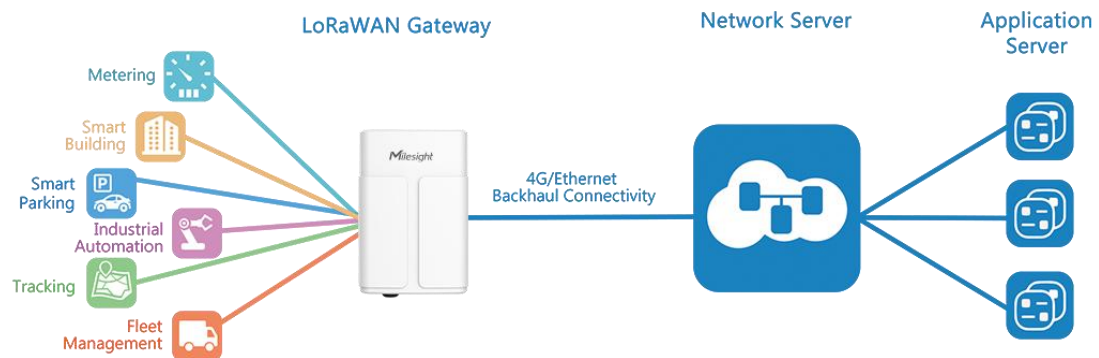 LoRaWAN Gateway
Network Server
Application
Server
Metering
Smart
Building
Smart
Parking
P
Industrial
Automation
Tracking
Fleet
Management
Milesight
4G/Ethernet
Backhaul Connectivity